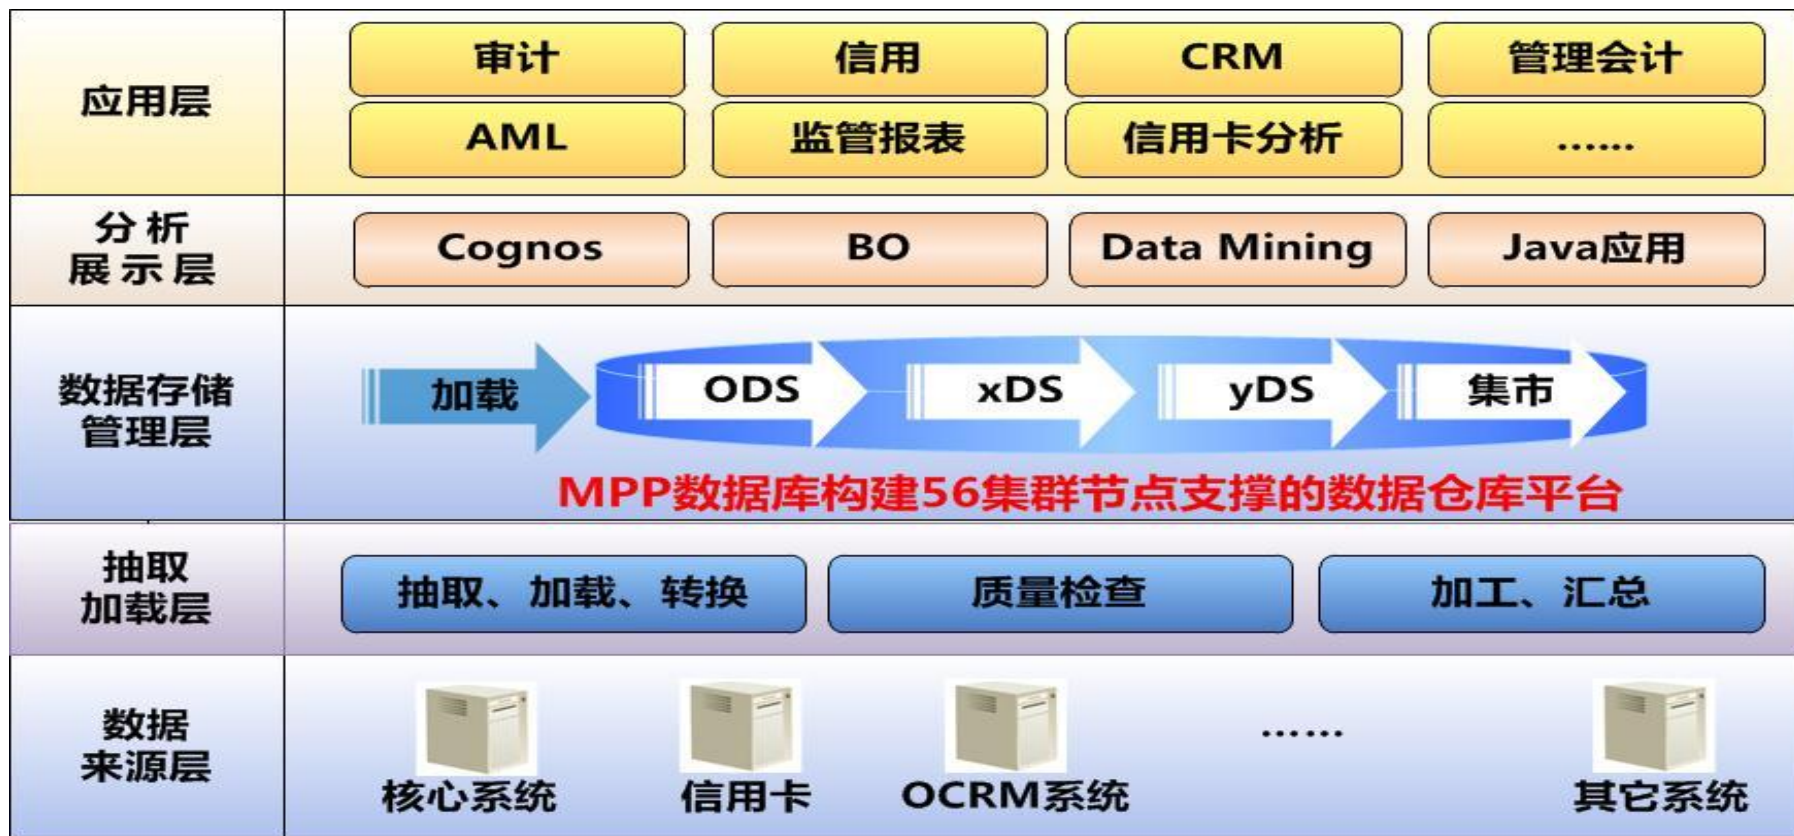 应用层
审计
信用
CRM
管理会计
AML
监管报表
信用卡分析
......
分 析
展 示 层
Cognos
BO
Data Mining
Java应用
数据存储
管理层
加载
ODS
xDS
yDS
集市
MPP数据库构建56集群节点支撑的数据仓库平台
抽取
加载层
抽取、加载、转换
质量检查
加工、汇总
数据
来源层
核心系统
信用卡
OCRM系统
......
其它系统